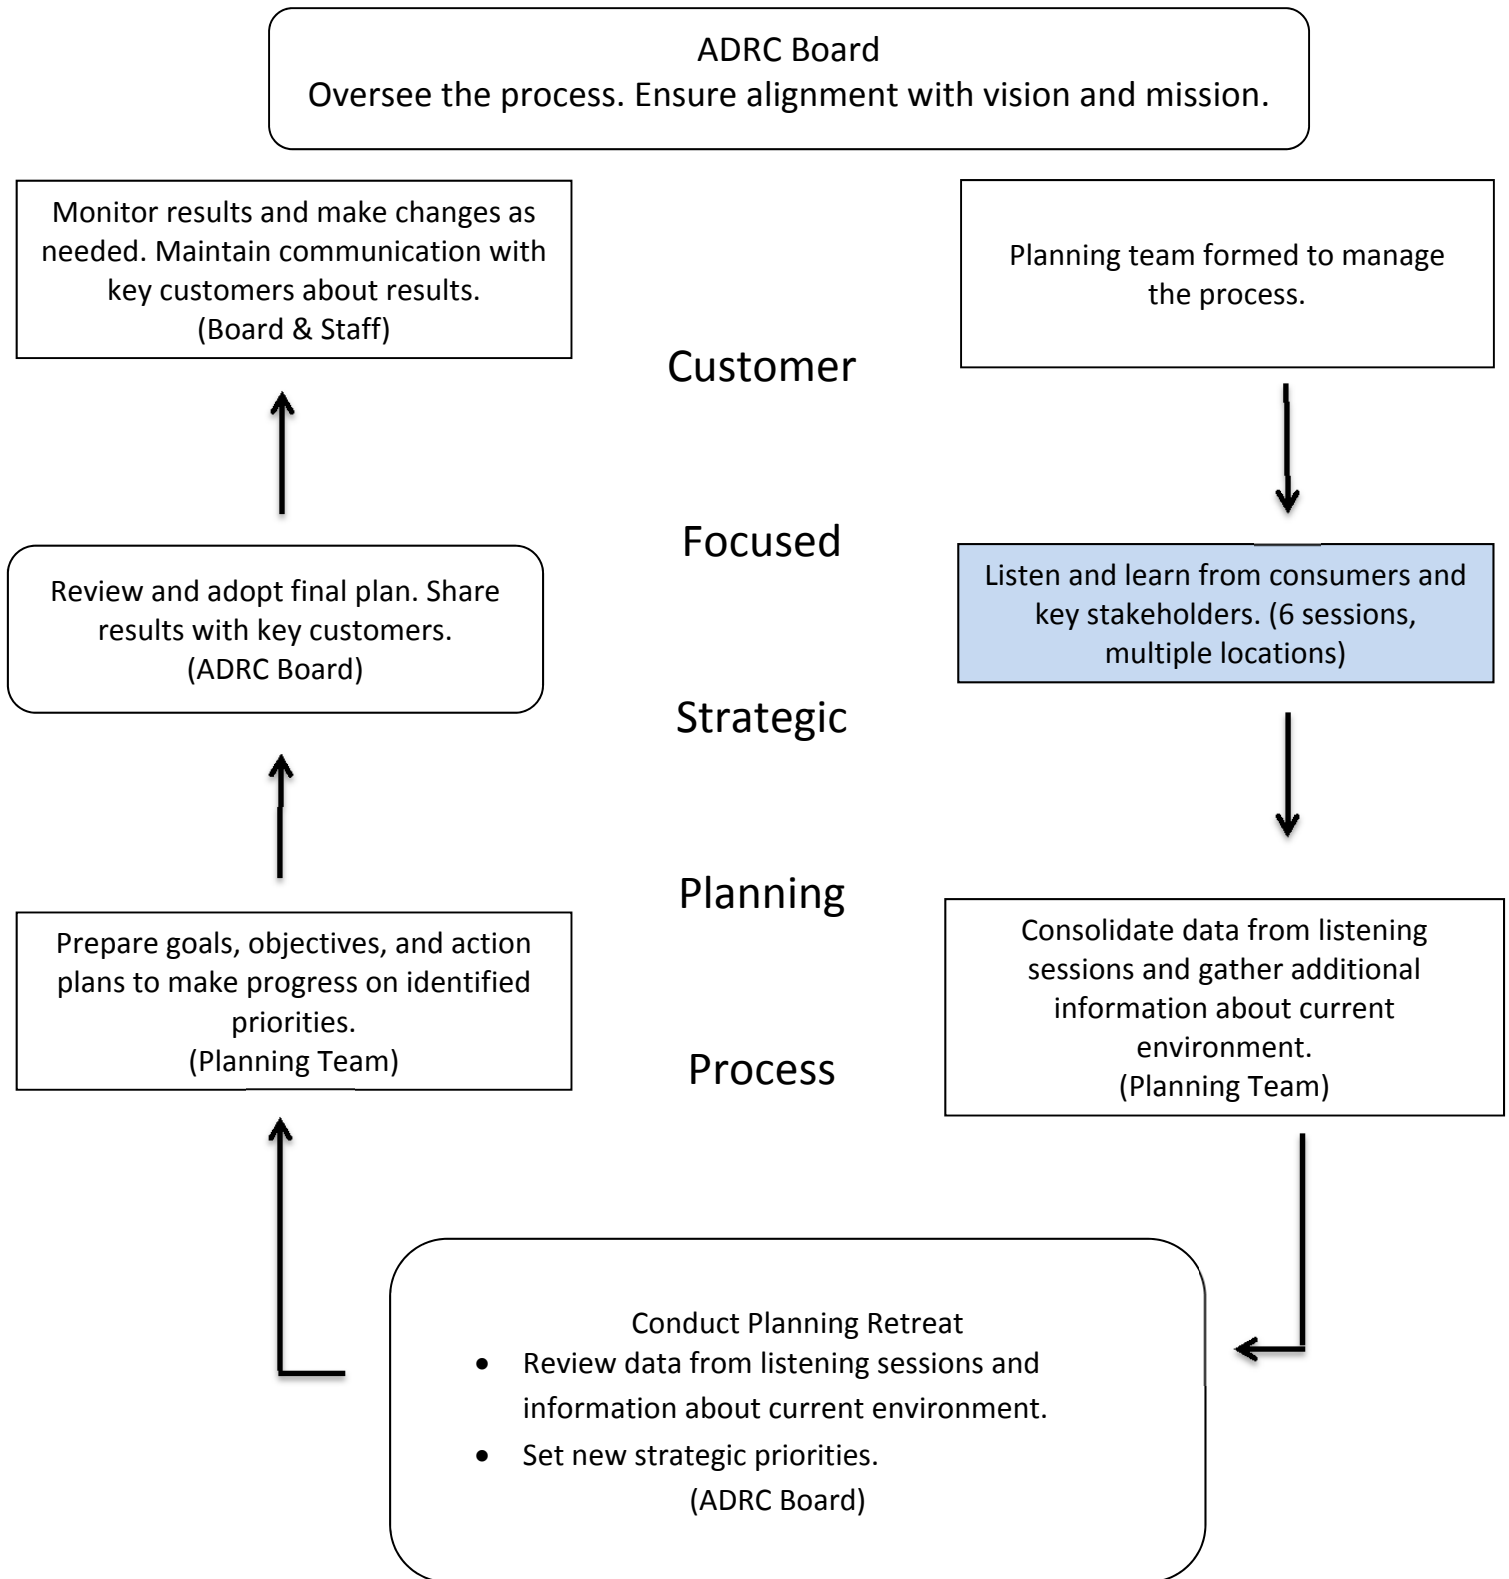 ADRC Board
Oversee the process. Ensure alignment with vision and mission.
Monitor results and make changes as
needed. Maintain communication with
key customers about results.
(Board & Staff)
Planning team formed to manage
the process.
Customer
Focused
Strategic
Planning
Process
Review and adopt final plan. Share
results with key customers.
(ADRC Board)
Listen and learn from consumers and
key stakeholders. (6 sessions,
multiple locations)
Prepare goals, objectives, and action
plans to make progress on identified
priorities.
(Planning Team)
Consolidate data from listening
sessions and gather additional
information about current
environment.
(Planning Team)
Conduct Planning Retreat
• Review data from listening sessions and
information about current environment.
• Set new strategic priorities.
(ADRC Board)